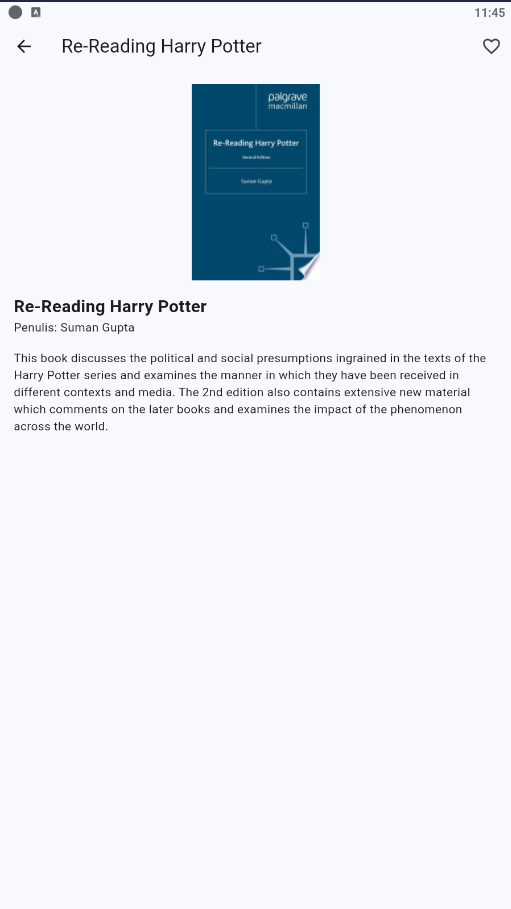 11:45
Re-Reading Harry Potter
palgrave
macmillan
Re-Reading Harry Potter
Second Edition
Suman Gupta
Re-Reading Harry Potter
Penulis: Suman Gupta
This book discusses the political and social presumptions ingrained in the texts of the
Harry Potter series and examines the manner in which they have been received in
different contexts and media. The 2nd edition also contains extensive new material
which comments on the later books and examines the impact of the phenomenon
across the world.